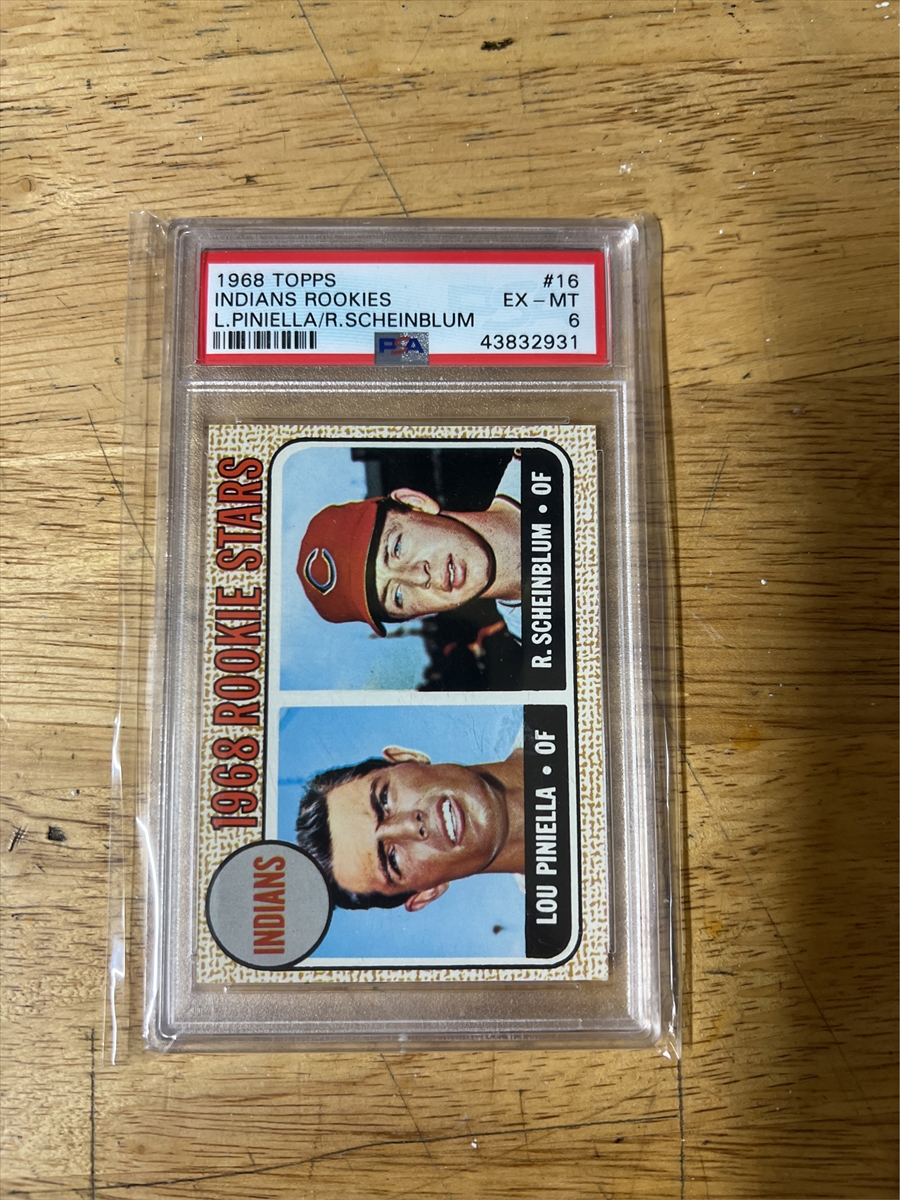 1968 TOPPS #16
INDIANS ROOKIES EX – MT
L.PINIELLA/R.SCHEINBLUM 6
PSA 43832931
1968 ROOKIE STARS
INDIANS
LOU PINIELLA • OF
R. SCHEINBLUM • OF
C